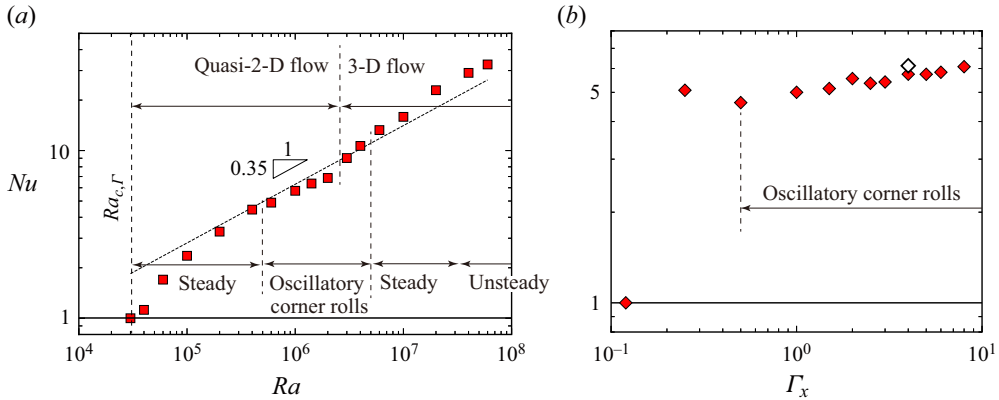 (a)
Quasi-2-D flow
3-D flow
1
0.35
10
Nu
Ra_{c,Γ}
Steady
Oscillatory
corner rolls
Steady
Unsteady
1
10^4
10^5
10^6
10^7
10^8
Ra
(b)
5
Oscillatory corner rolls
1
10^{-1}
10^0
10^1
Γ_x